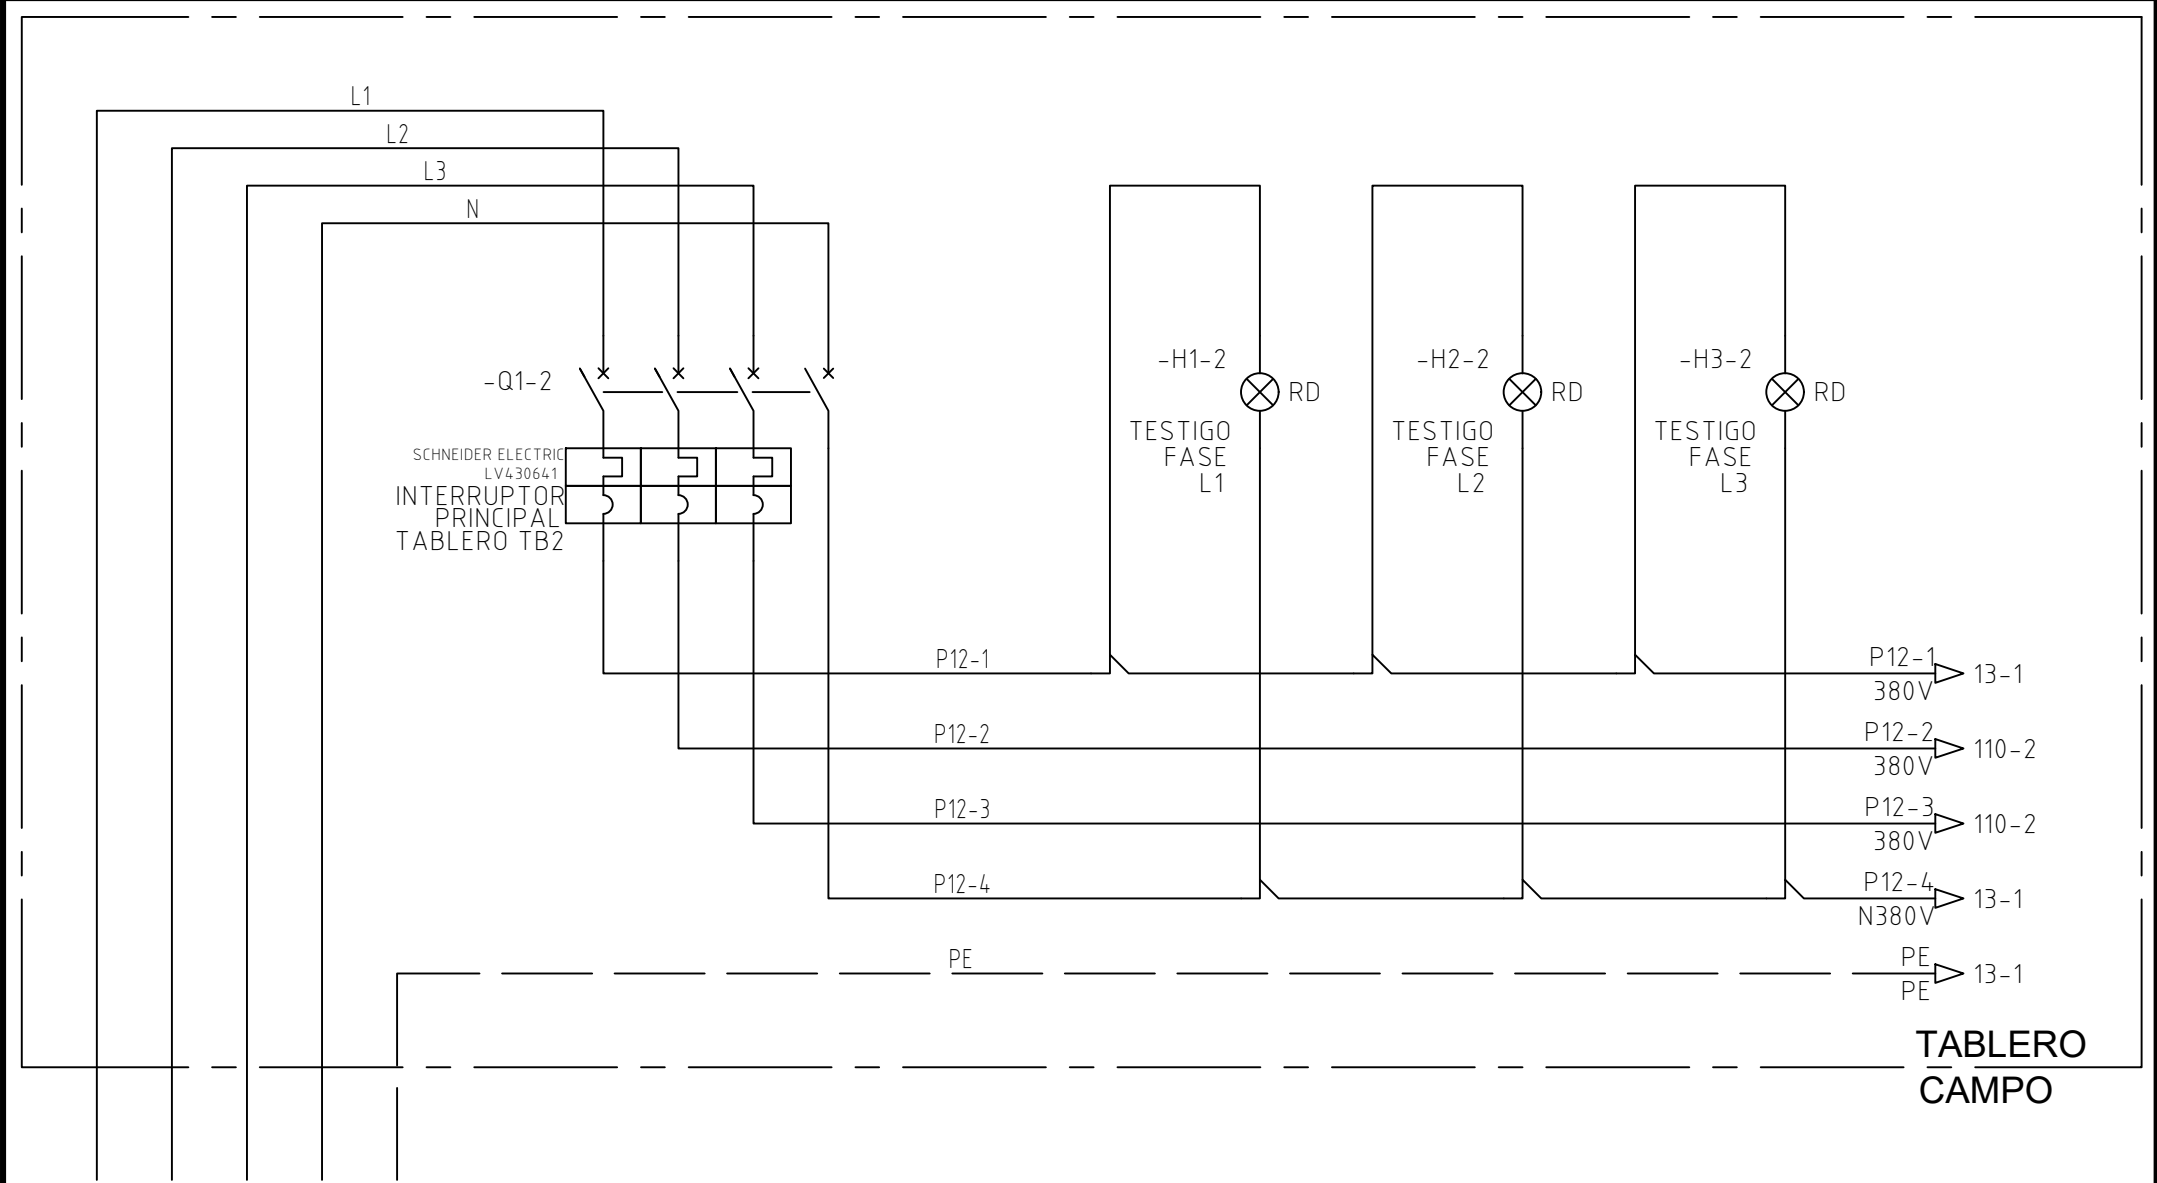 L1
L2
L3
N
-Q1-2
SCHNEIDER ELECTRIC
LV430641
INTERRUPTOR
PRINCIPAL
TABLERO TB2
-H1-2
RD
TESTIGO
FASE
L1
-H2-2
RD
TESTIGO
FASE
L2
-H3-2
RD
TESTIGO
FASE
L3
P12-1
P12-1
380V
13-1
P12-2
P12-2
380V
110-2
P12-3
P12-3
380V
110-2
P12-4
P12-4
N380V
13-1
PE
PE
PE
13-1
TABLERO
CAMPO